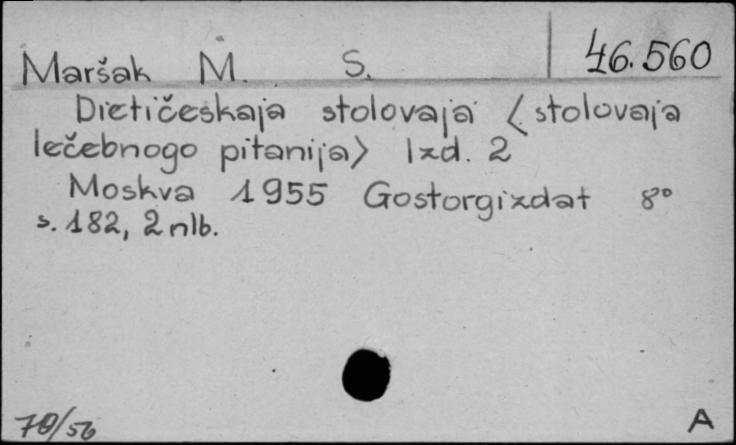 Maršak M. S. 46.560
Dietičeskaja stolovaja <stolovaja
lečebnogo pitanija> Izd. 2
Moskva 1955 Gostorgizdat 8°
s. 182, 2 nlb.
70/56 A